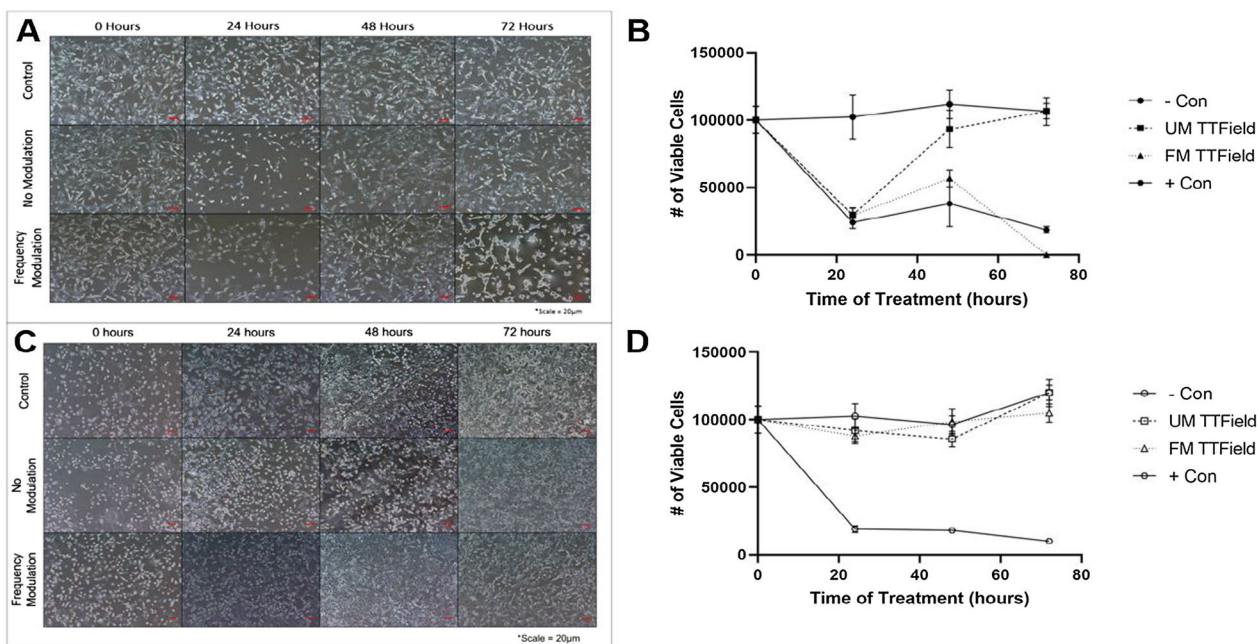 A
0 Hours 24 Hours 48 Hours 72 Hours
Control
No Modulation
Frequency
Modulation
*Scale = 20μm
B
150000
100000
50000
0
# of Viable Cells
0 20 40 60 80
Time of Treatment (hours)
- Con
UM TTField
FM TTField
+ Con
C
0 hours 24 hours 48 hours 72 hours
Control
No
Modulation
Frequency
Modulation
*Scale = 20μm
D
150000
100000
50000
0
# of Viable Cells
0 20 40 60 80
Time of Treatment (hours)
- Con
UM TTField
FM TTField
+ Con